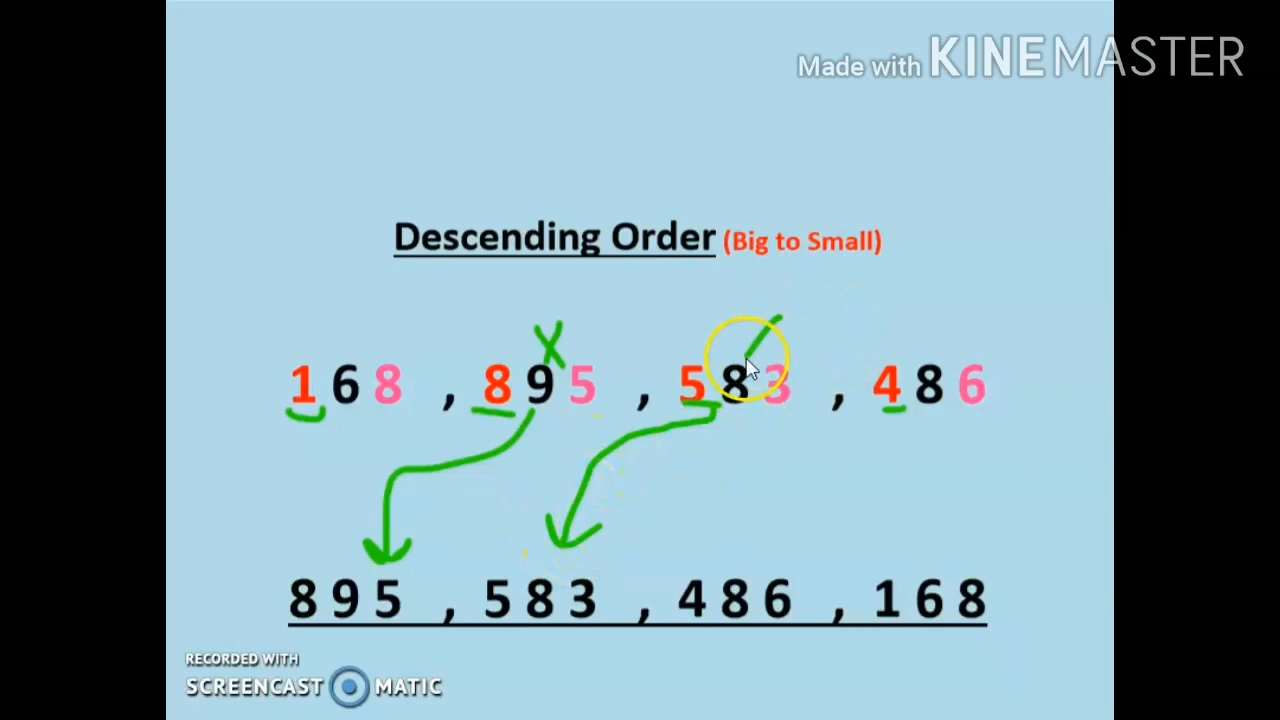 Made with KINEMASTER
Descending Order (Big to Small)
X
168 , 895 , 583 , 486
895 , 583 , 486 , 168
RECORDED WITH
SCREENCAST MATIC